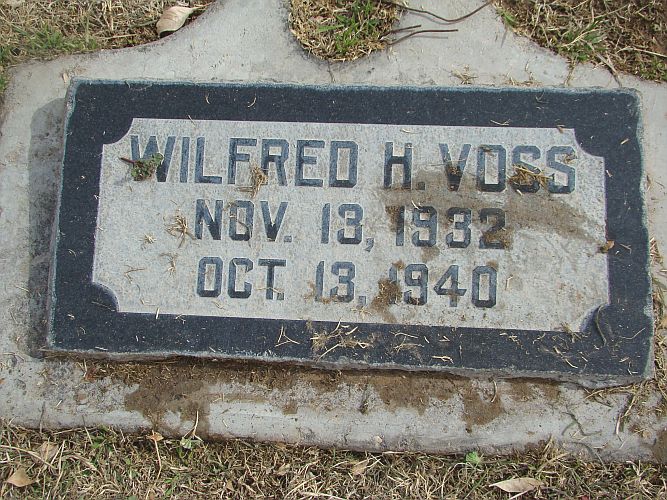 WILFRED H. VOSS
NOV. 13, 1932
OCT. 13, 1940